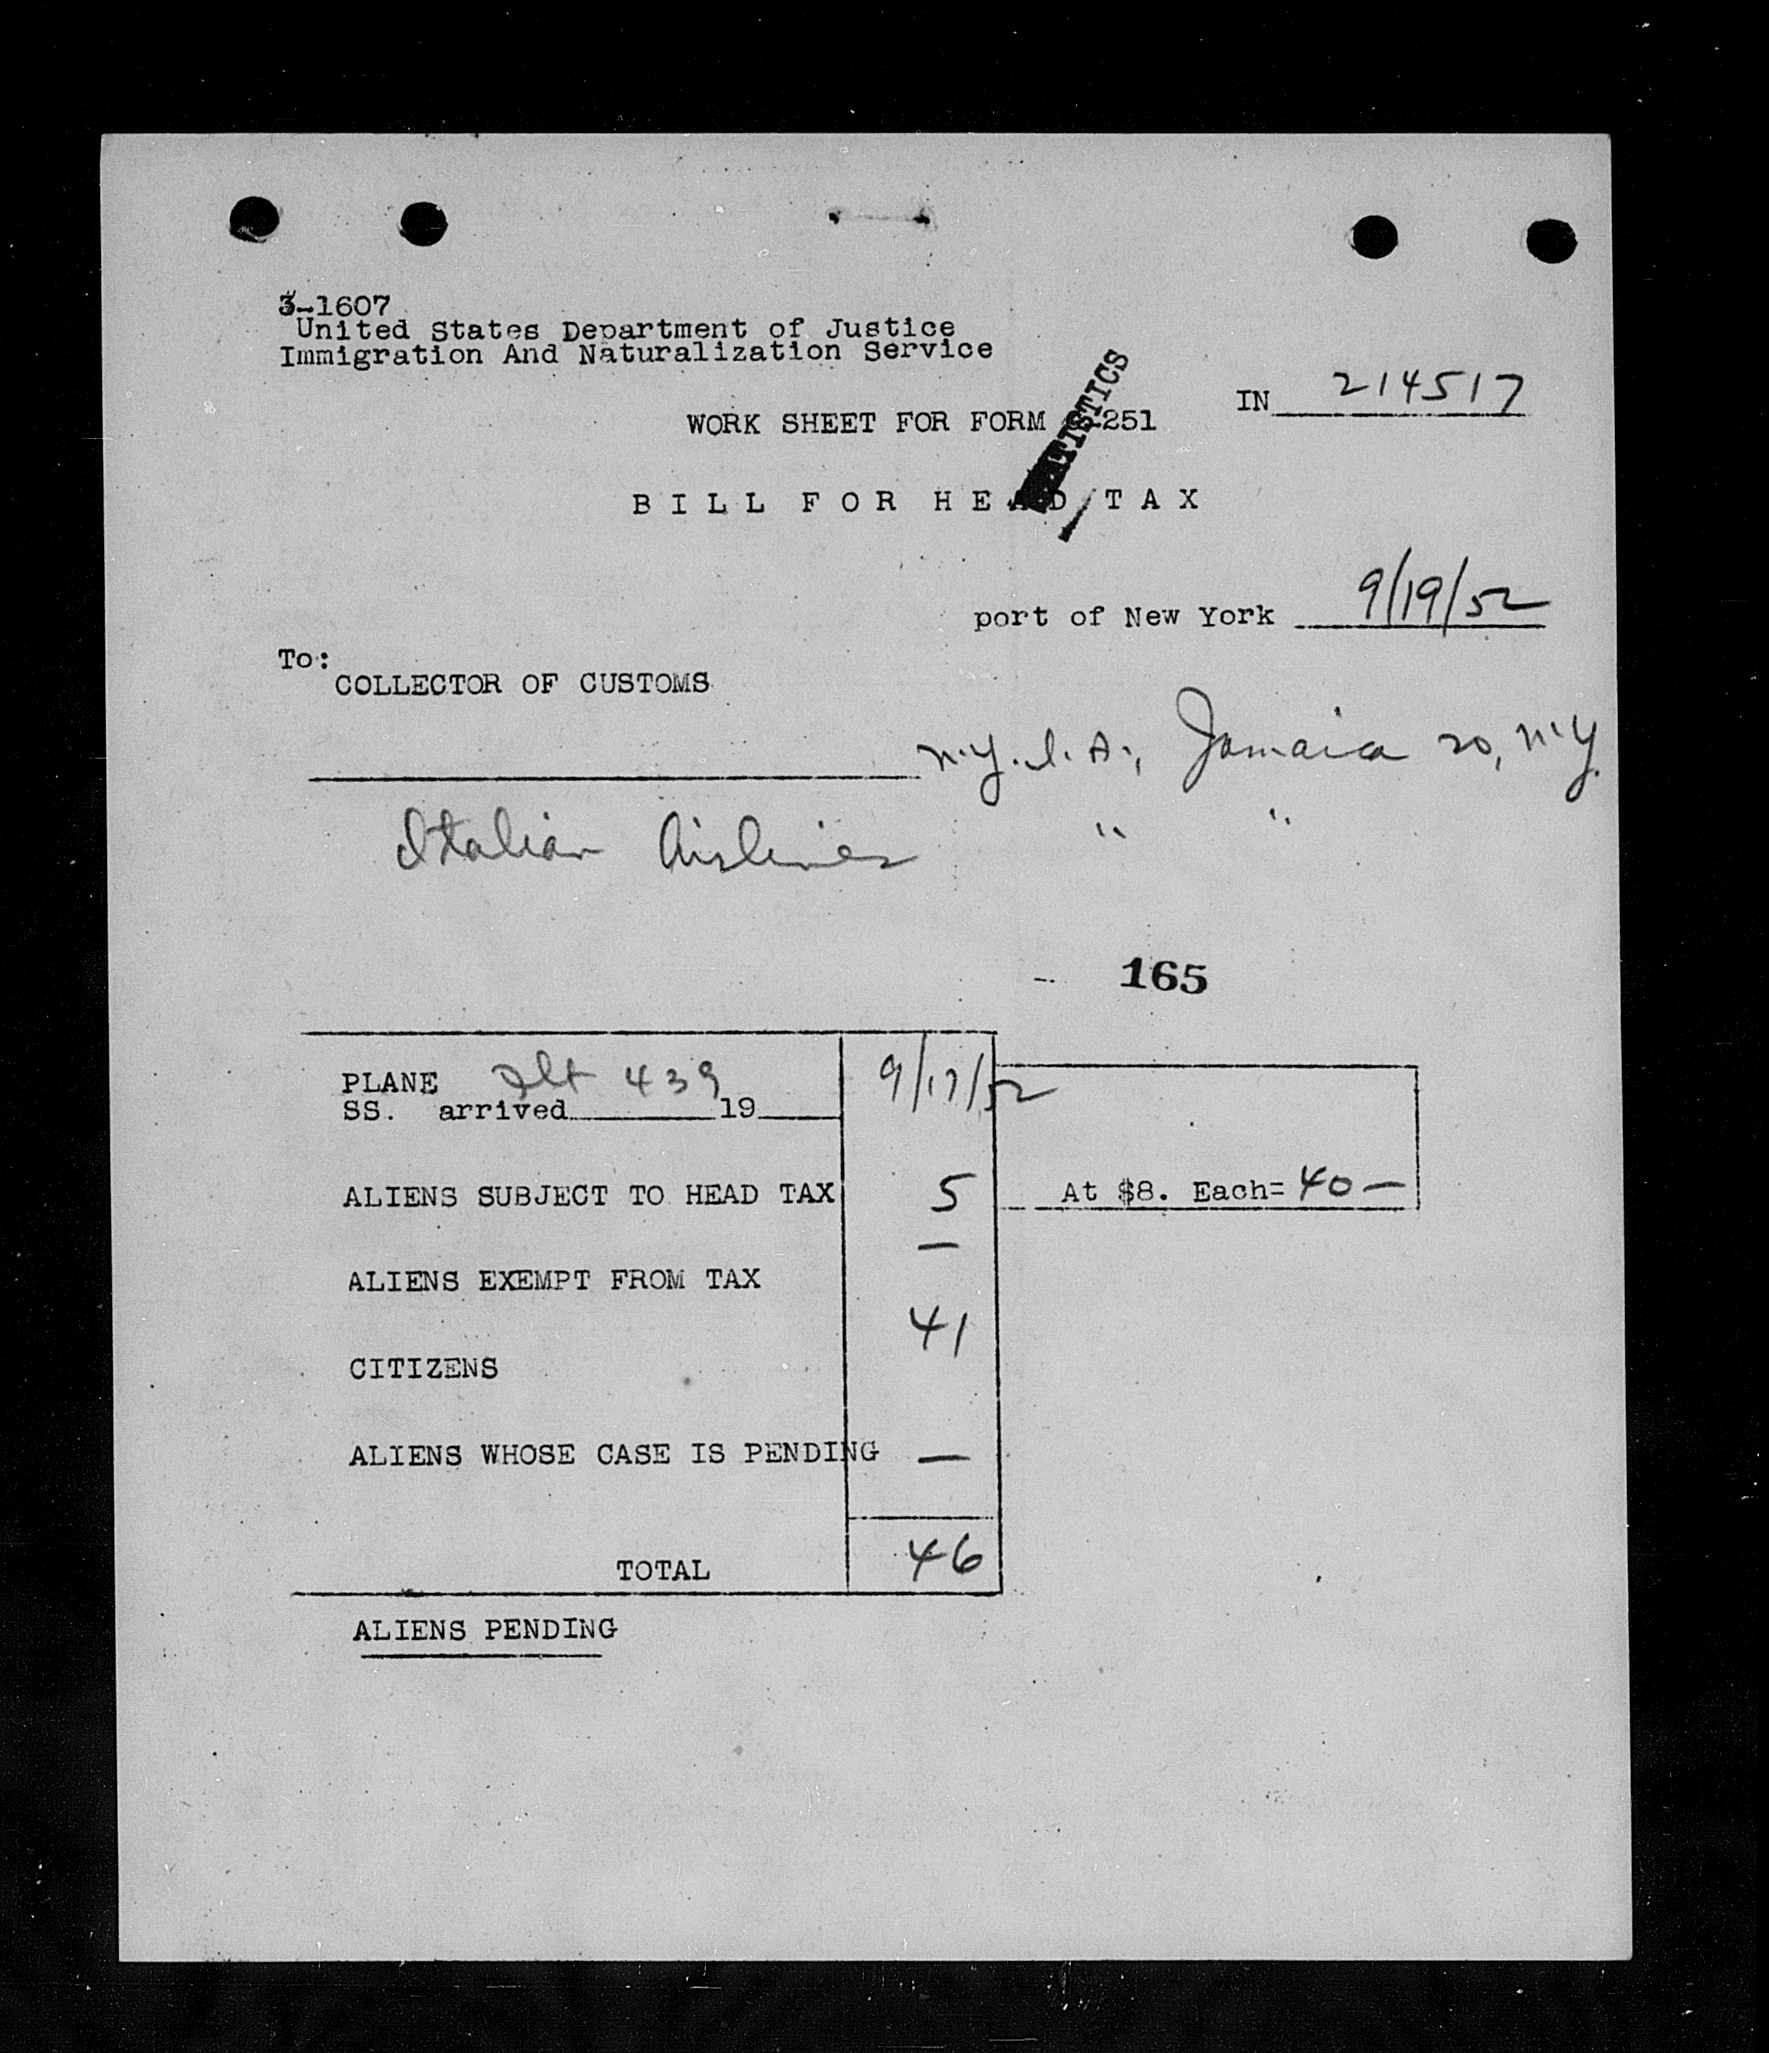 3-1607
United States Department of Justice
Immigration And Naturalization Service
IN 214517
WORK SHEET FOR FORM 251
STATISTICS
BILL FOR HEAD TAX
port of New York 9/19/52
To:
COLLECTOR OF CUSTOMS
N.Y.I.A., Jamaica 20, N.Y.
Italian Airlines " "
- 165
PLANE Flt 439 9/17/52
SS. arrived 19
ALIENS SUBJECT TO HEAD TAX 5 At $8. Each= 40 —
ALIENS EXEMPT FROM TAX —
CITIZENS 41
ALIENS WHOSE CASE IS PENDING —
TOTAL 46
ALIENS PENDING